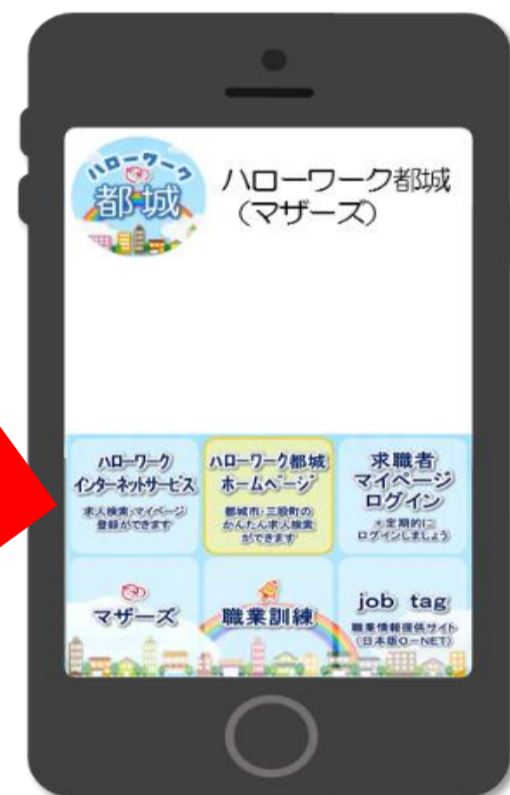 ハローワーク
都城
ハローワーク都城
(マザーズ)
ハローワーク
インターネットサービス
求人検索・マイページ
登録ができます
ハローワーク都城
ホームページ
都城市・三股町の
かんたん求人検索
ができます
求職者
マイページ
ログイン
*定期的に
ログインしましょう
マザーズ
職業訓練
job tag
職業情報提供サイト
(日本版O-NET)